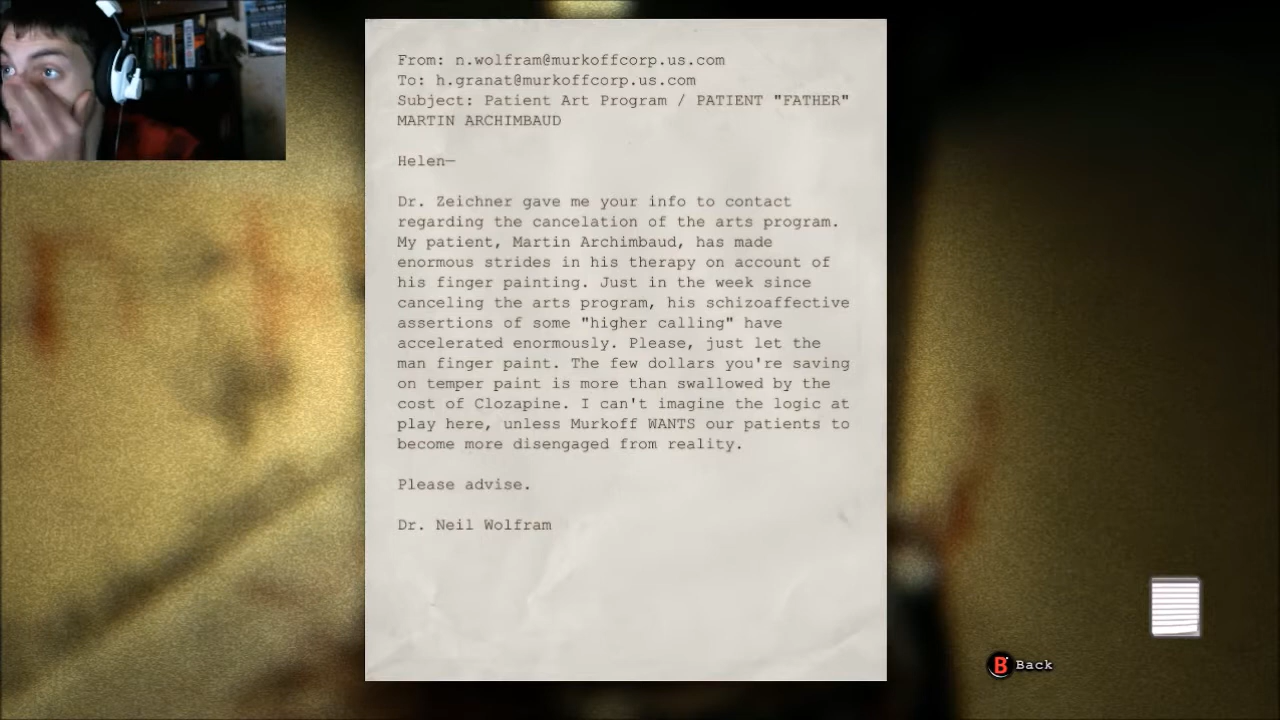 From: n.wolfram@murkoffcorp.us.com
To: h.granat@murkoffcorp.us.com
Subject: Patient Art Program / PATIENT "FATHER"
MARTIN ARCHIMBAUD
Helen—
Dr. Zeichner gave me your info to contact
regarding the cancelation of the arts program.
My patient, Martin Archimbaud, has made
enormous strides in his therapy on account of
his finger painting. Just in the week since
canceling the arts program, his schizoaffective
assertions of some "higher calling" have
accelerated enormously. Please, just let the
man finger paint. The few dollars you're saving
on temper paint is more than swallowed by the
cost of Clozapine. I can't imagine the logic at
play here, unless Murkoff WANTS our patients to
become more disengaged from reality.
Please advise.
Dr. Neil Wolfram
B Back